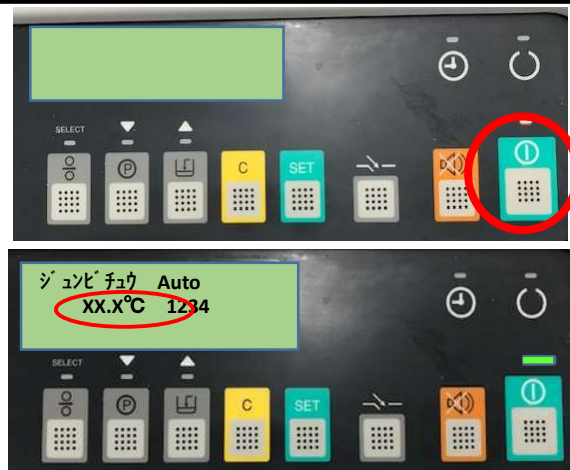 SELECT
C
SET
ｼﾞｭﾝﾋﾞﾁｭｳ Auto
XX.X℃ 1234
SELECT
C
SET